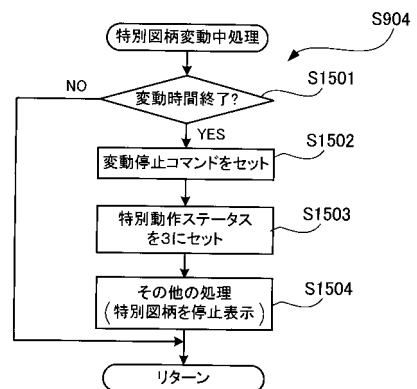 特別図柄変動中処理
S904
変動時間終了?
S1501
NO
YES
変動停止コマンドをセット
S1502
特別動作ステータス
を3にセット
S1503
その他の処理
(特別図柄を停止表示)
S1504
リターン